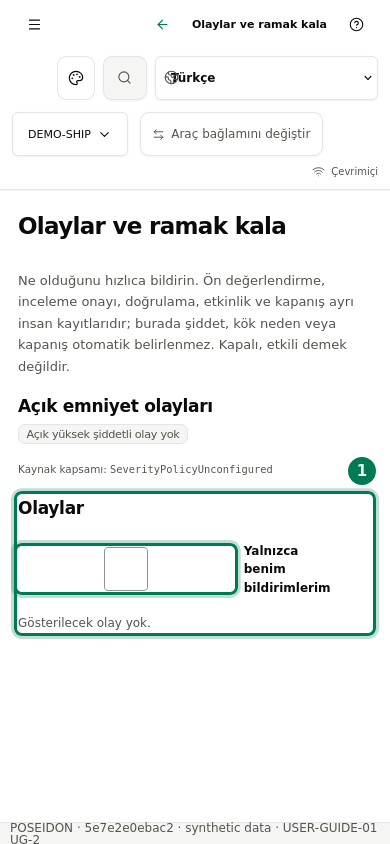 Olaylar ve ramak kala
Türkçe
DEMO-SHIP
Araç bağlamını değiştir
Çevrimiçi
Olaylar ve ramak kala
Ne olduğunu hızlıca bildirin. Ön değerlendirme,
inceleme onayı, doğrulama, etkinlik ve kapanış ayrı
insan kayıtlarıdır; burada şiddet, kök neden veya
kapanış otomatik belirlenmez. Kapalı, etkili demek
değildir.
Açık emniyet olayları
Açık yüksek şiddetli olay yok
Kaynak kapsamı: SeverityPolicyUnconfigured
1
Olaylar
Yalnızca
benim
bildirimlerim
Gösterilecek olay yok.
POSEIDON · 5e7e2e0ebac2 · synthetic data · USER-GUIDE-01
UG-2